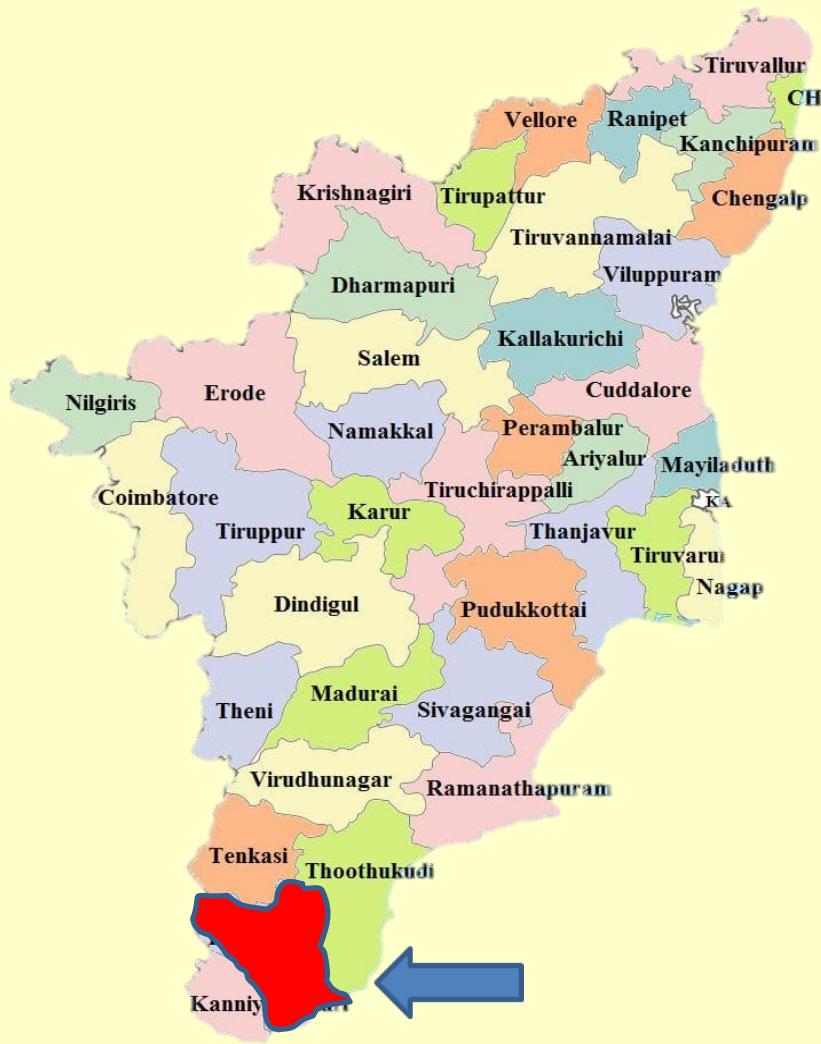 Tiruvallur
CH
Vellore
Ranipet
Kanchipuram
Krishnagiri
Tirupattur
Chengalp
Tiruvannamalai
Viluppuram
Dharmapuri
Kallakurichi
Salem
Cuddalore
Erode
Nilgiris
Namakkal
Perambalur
Ariyalur
Mayiladuth
Coimbatore
Tiruchirappalli
KA
Karur
Tiruppur
Thanjavur
Tiruvaru
Nagap
Dindigul
Pudukkottai
Madurai
Theni
Sivagangai
Virudhunagar
Ramanathapuram
Tenkasi
Thoothukudi
Kanniy